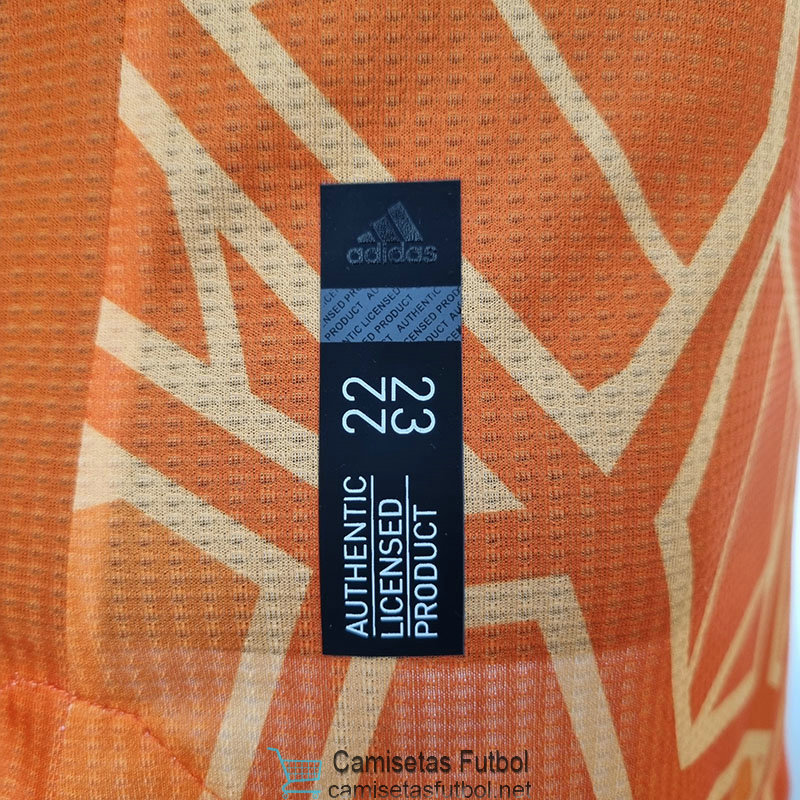 adidas
AUTHENTIC LICENSED PRODUCT
22
23
AUTHENTIC
LICENSED
PRODUCT
Camisetas Futbol
camisetasfutbol.net